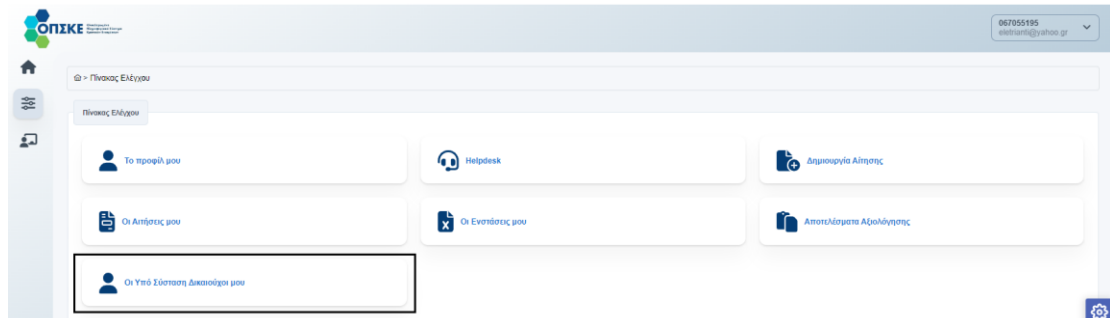 ΟΠΣΚΕ
067055195
eletrianti@yahoo.gr
> Πίνακας Ελέγχου
Πίνακας Ελέγχου
Το προφίλ μου
Helpdesk
Δημιουργία Αίτησης
Οι Αιτήσεις μου
Οι Ενστάσεις μου
Αποτελέσματα Αξιολόγησης
Οι Υπό Σύσταση Δικαιούχοι μου